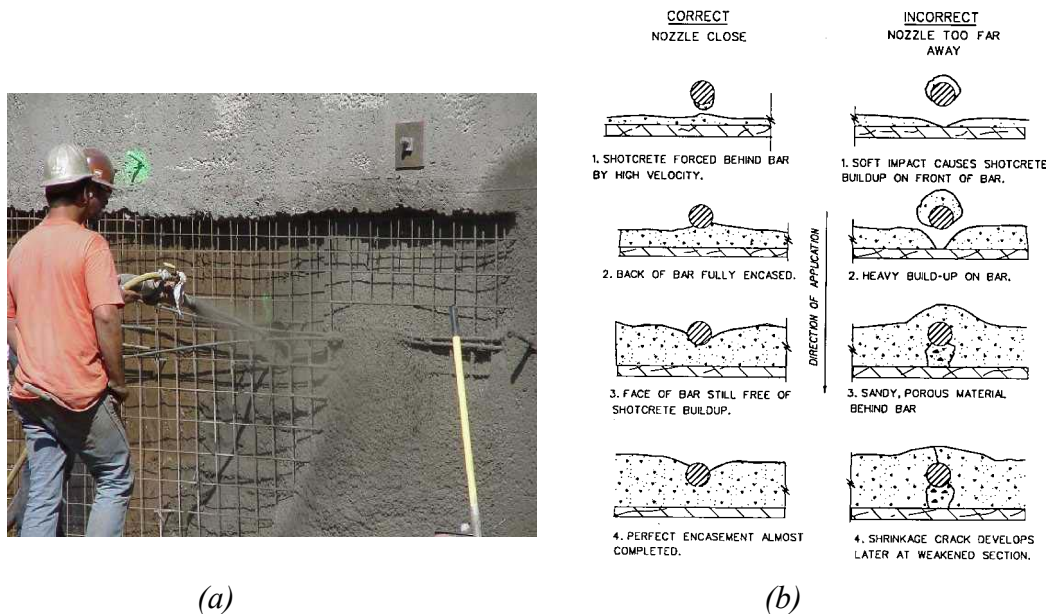 CORRECT
NOZZLE CLOSE
INCORRECT
NOZZLE TOO FAR
AWAY
1. SHOTCRETE FORCED BEHIND BAR
BY HIGH VELOCITY.
1. SOFT IMPACT CAUSES SHOTCRETE
BUILDUP ON FRONT OF BAR.
2. BACK OF BAR FULLY ENCASED.
DIRECTION OF APPLICATION
2. HEAVY BUILD-UP ON BAR.
3. FACE OF BAR STILL FREE OF
SHOTCRETE BUILDUP.
3. SANDY, POROUS MATERIAL
BEHIND BAR
4. PERFECT ENCASEMENT ALMOST
COMPLETED.
4. SHRINKAGE CRACK DEVELOPS
LATER AT WEAKENED SECTION.
(a)
(b)